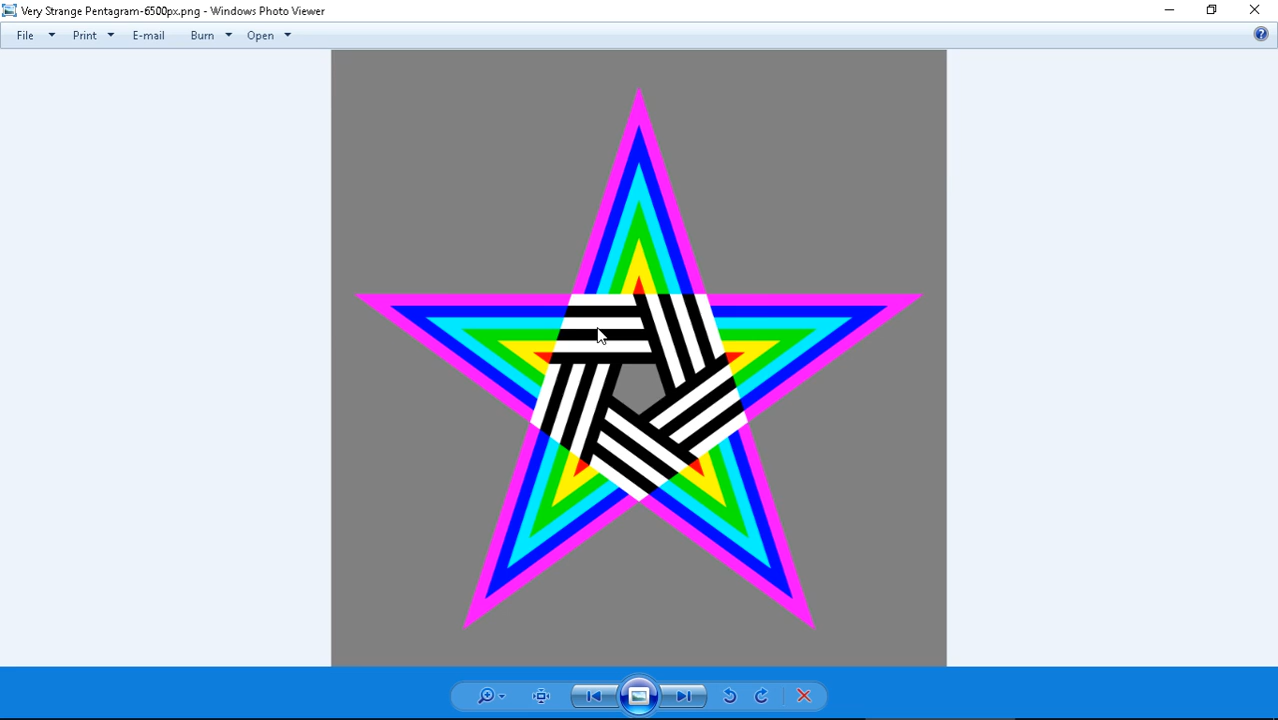 Very Strange Pentagram-6500px.png - Windows Photo Viewer
File Print E-mail Burn Open